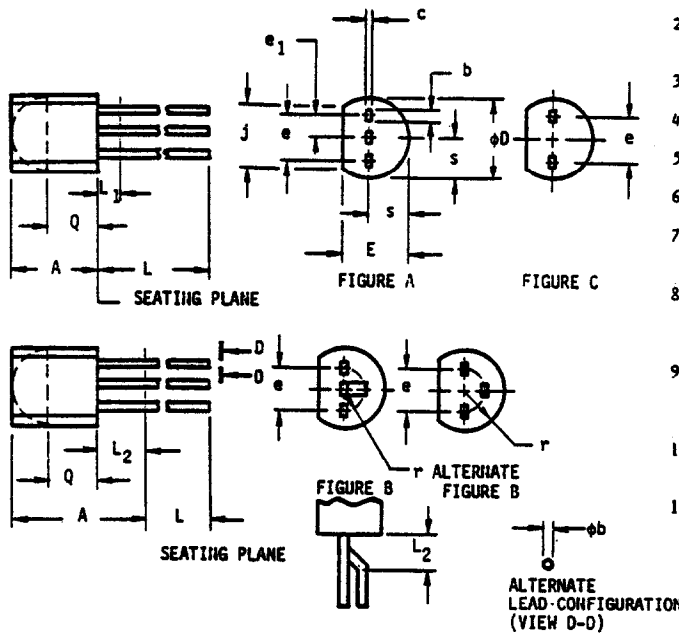 c
2
e1
b
3
j
e
ϕD
e
4
s
5
L1
s
6
Q
E
7
A
L
FIGURE A
FIGURE C
SEATING PLANE
8
D
D
e
e
9
L2
Q
r
r
ALTERNATE
FIGURE B
FIGURE B
A
L
SEATING PLANE
L2
ϕb
1
1
ALTERNATE
LEAD-CONFIGURATION
(VIEW D-D)